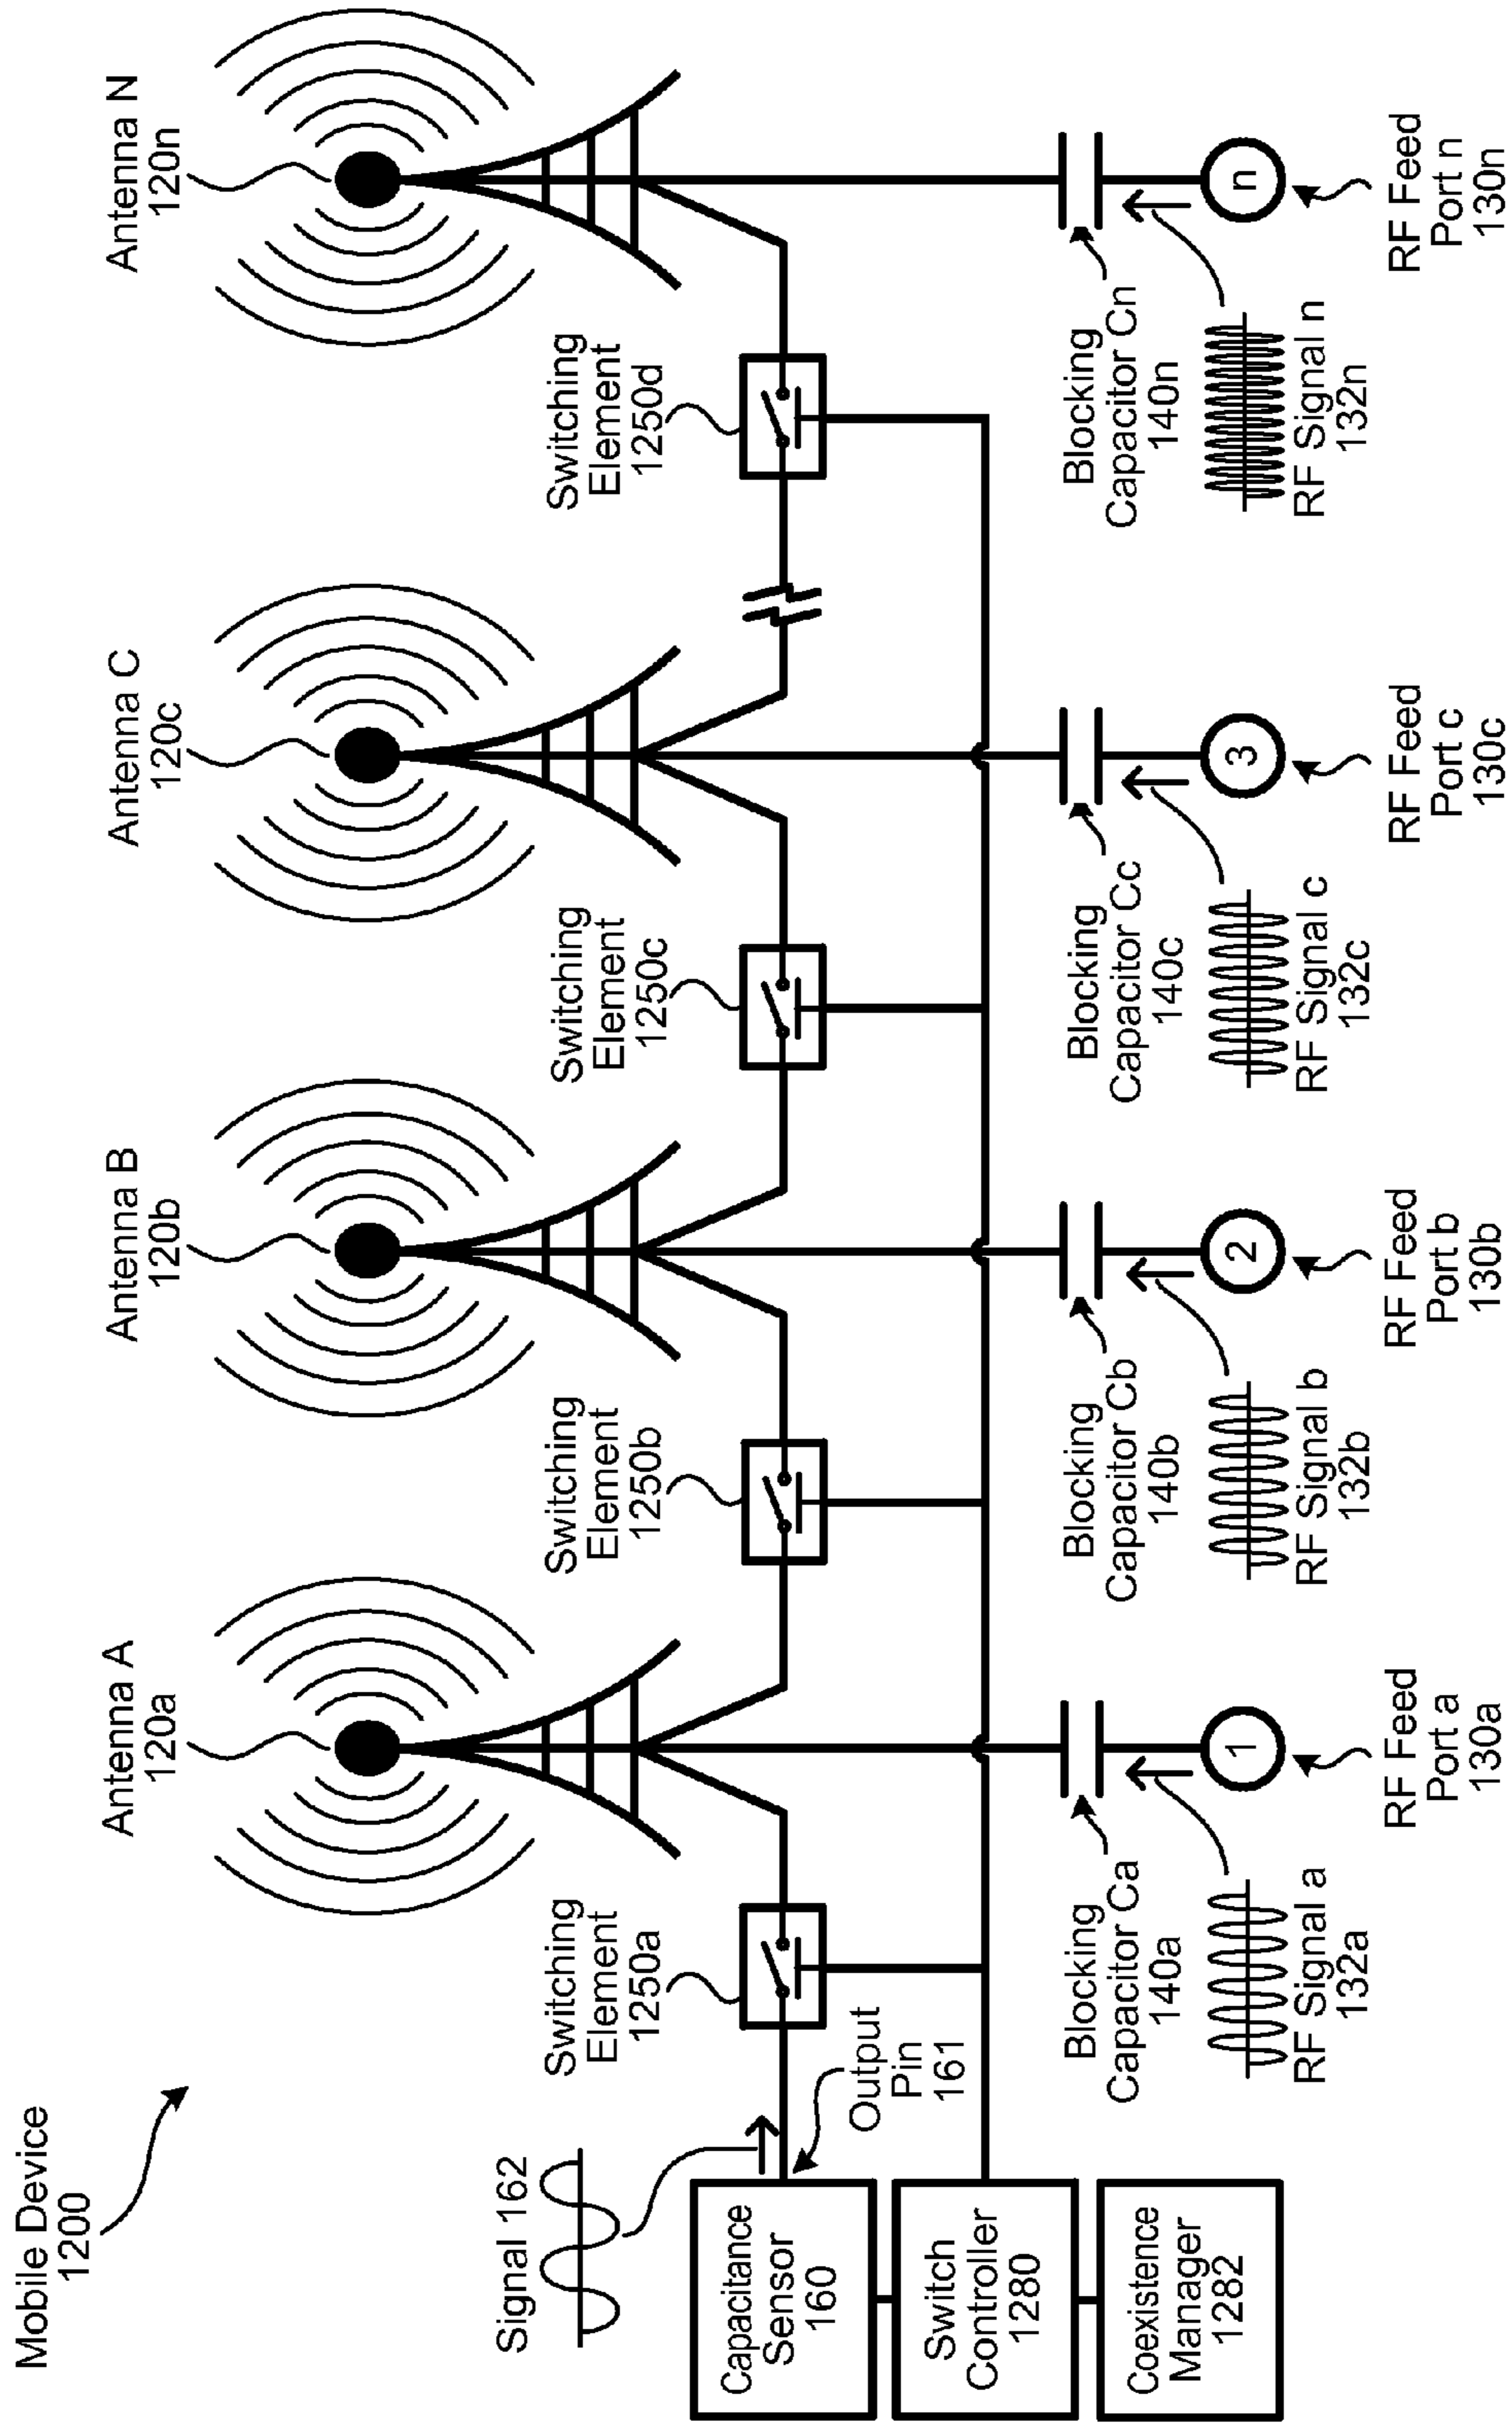 Mobile Device
1200
Antenna A
120a
Antenna B
120b
Antenna C
120c
Antenna N
120n
Signal 162
Switching
Element
1250a
Switching
Element
1250b
Switching
Element
1250c
Switching
Element
1250d
Capacitance
Sensor
160
Output
Pin
161
Switch
Controller
1280
Coexistence
Manager
1282
Blocking
Capacitor Ca
140a
Blocking
Capacitor Cb
140b
Blocking
Capacitor Cc
140c
Blocking
Capacitor Cn
140n
1
2
3
n
RF Signal a
132a
RF Signal b
132b
RF Signal c
132c
RF Signal n
132n
RF Feed
Port a
130a
RF Feed
Port b
130b
RF Feed
Port c
130c
RF Feed
Port n
130n